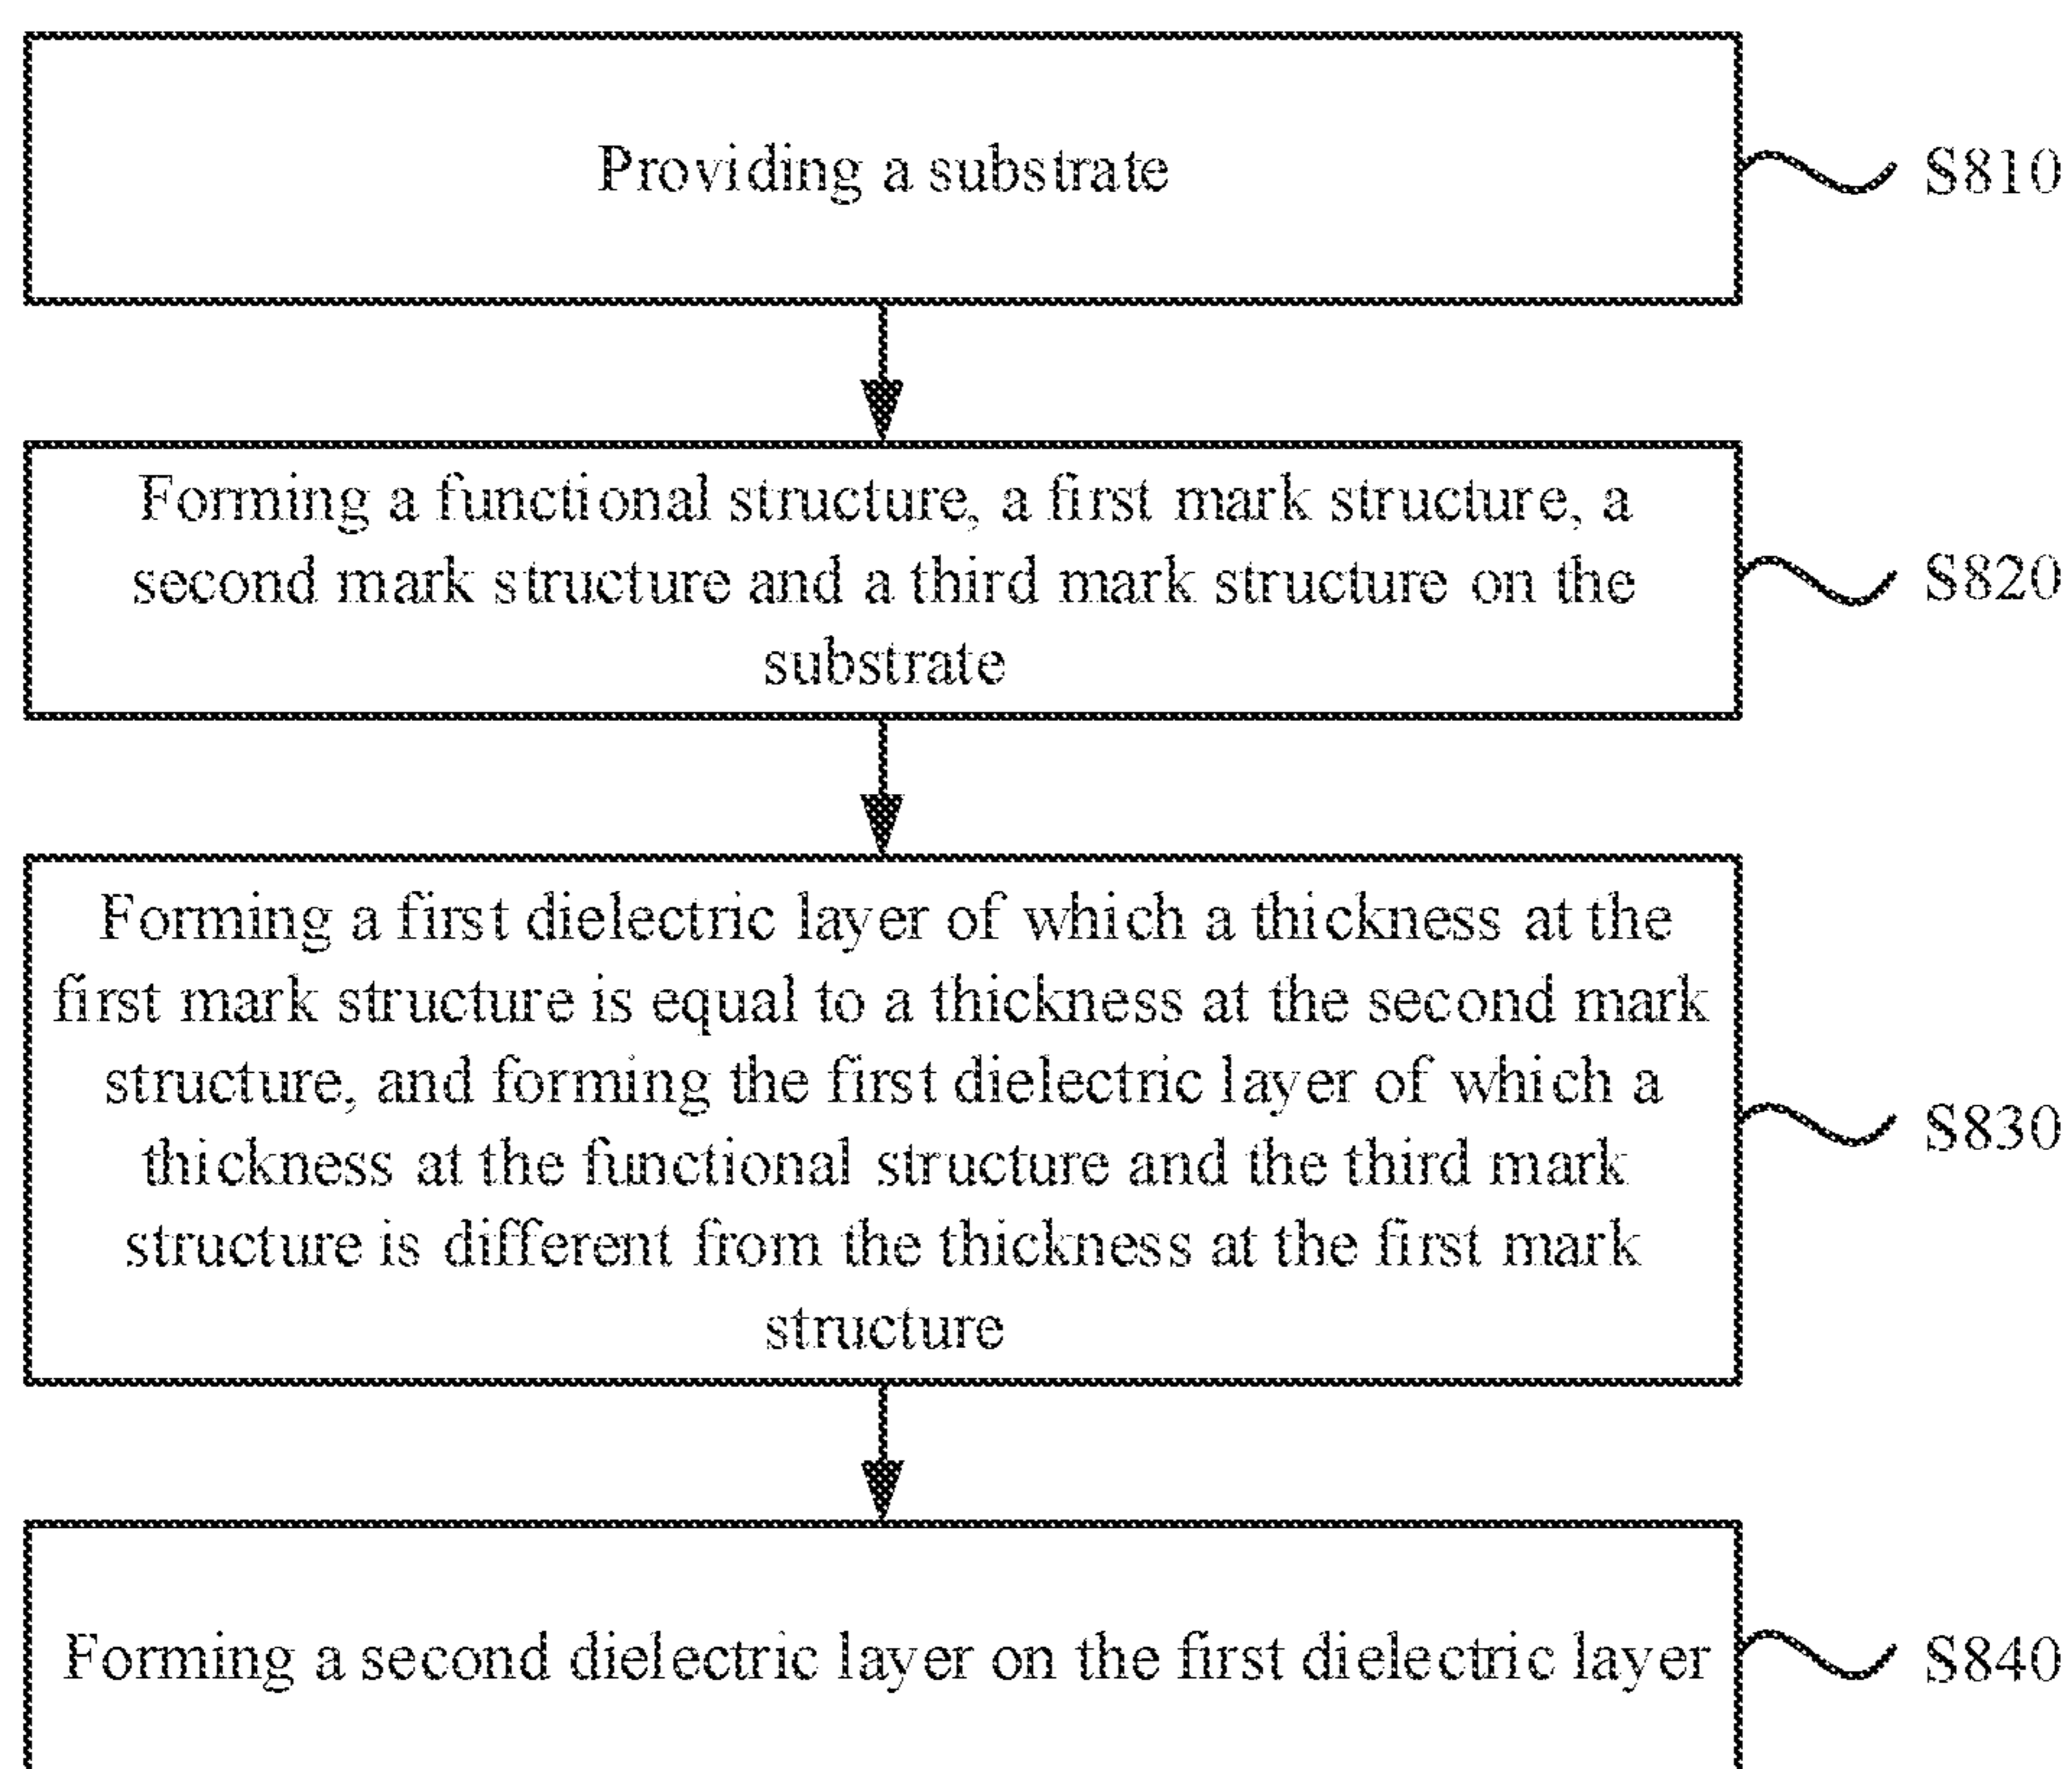 Providing a substrate
S810
Forming a functional structure, a first mark structure, a
second mark structure and a third mark structure on the
substrate
S820
Forming a first dielectric layer of which a thickness at the
first mark structure is equal to a thickness at the second mark
structure, and forming the first dielectric layer of which a
thickness at the functional structure and the third mark
structure is different from the thickness at the first mark
structure
S830
Forming a second dielectric layer on the first dielectric layer
S840